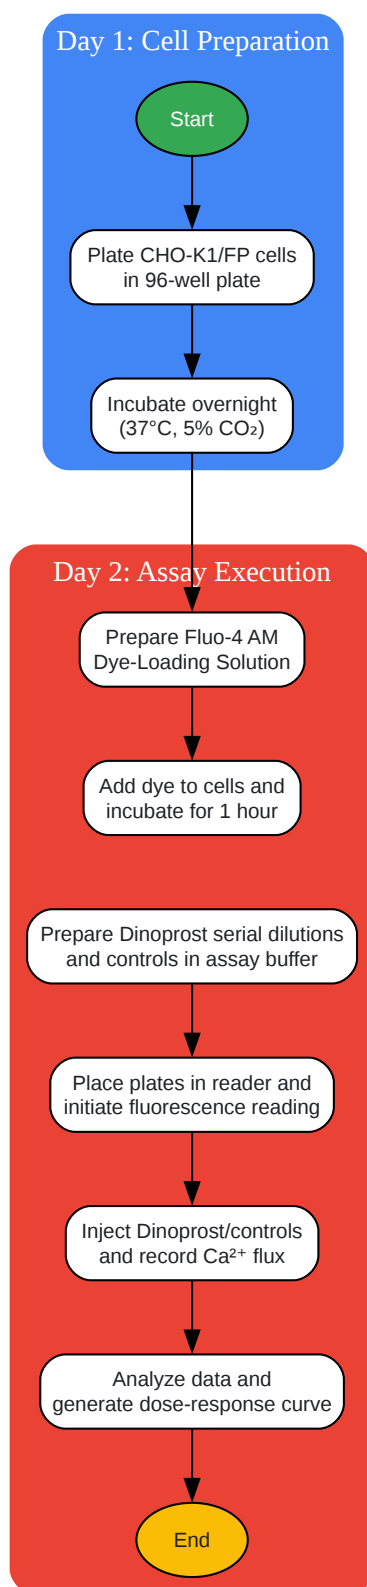 Day 1: Cell Preparation
Start
Plate CHO-K1/FP cells
in 96-well plate
Incubate overnight
(37°C, 5% CO₂)
Day 2: Assay Execution
Prepare Fluo-4 AM
Dye-Loading Solution
Add dye to cells and
incubate for 1 hour
Prepare Dinoprost serial dilutions
and controls in assay buffer
Place plates in reader and
initiate fluorescence reading
Inject Dinoprost/controls
and record Ca²⁺ flux
Analyze data and
generate dose-response curve
End